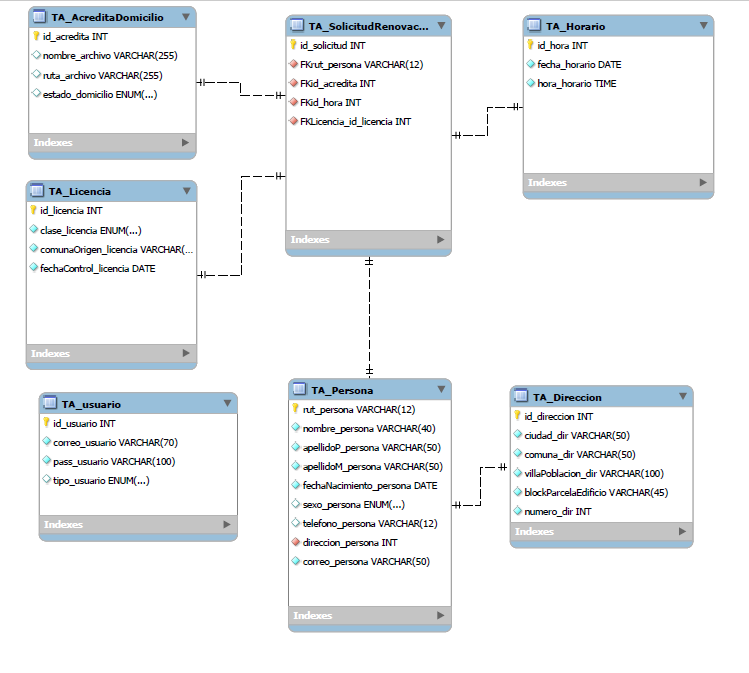 TA_AcreditaDomicilio
id_acredita INT
nombre_archivo VARCHAR(255)
ruta_archivo VARCHAR(255)
estado_domicilio ENUM(...)
Indexes
TA_SolicitudRenovac...
id_solicitud INT
FKrut_persona VARCHAR(12)
FKid_acredita INT
FKid_hora INT
FKLicencia_id_licencia INT
Indexes
TA_Horario
id_hora INT
fecha_horario DATE
hora_horario TIME
Indexes
TA_Licencia
id_licencia INT
clase_licencia ENUM(...)
comunaOrigen_licencia VARCHAR(...
fechaControl_licencia DATE
Indexes
TA_usuario
id_usuario INT
correo_usuario VARCHAR(70)
pass_usuario VARCHAR(100)
tipo_usuario ENUM(...)
Indexes
TA_Persona
rut_persona VARCHAR(12)
nombre_persona VARCHAR(40)
apellidoP_persona VARCHAR(50)
apellidoM_persona VARCHAR(50)
fechaNacimiento_persona DATE
sexo_persona ENUM(...)
telefono_persona VARCHAR(12)
direccion_persona INT
correo_persona VARCHAR(50)
Indexes
TA_Direccion
id_direccion INT
ciudad_dir VARCHAR(50)
comuna_dir VARCHAR(50)
villaPoblacion_dir VARCHAR(100)
blockParcelaEdificio VARCHAR(45)
numero_dir INT
Indexes